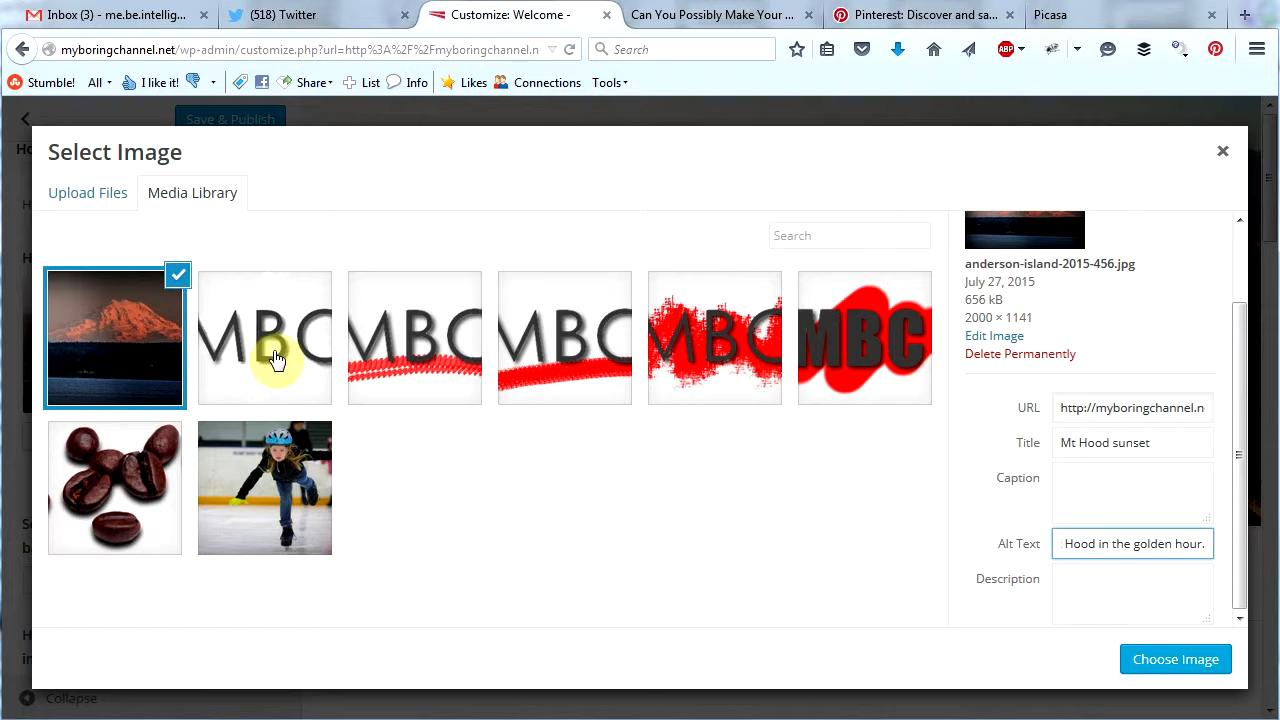 Inbox (3) - me.be.intellig...
(518) Twitter
Customize: Welcome -
Can You Possibly Make Your ...
Pinterest: Discover and sa...
Picasa
myboringchannel.net/wp-admin/customize.php?url=http%3A%2F%2Fmyboringchannel.n
Search
ABP
Stumble!
All
I like it!
Share
List
Info
Likes
Connections
Tools
Save & Publish
Select Image
Upload Files
Media Library
Search
MBC
MBC
MBC
MBC
MBC
anderson-island-2015-456.jpg
July 27, 2015
656 kB
2000 × 1141
Edit Image
Delete Permanently
URL
http://myboringchannel.n
Title
Mt Hood sunset
Caption
Alt Text
Hood in the golden hour.
Description
Choose Image
Collapse